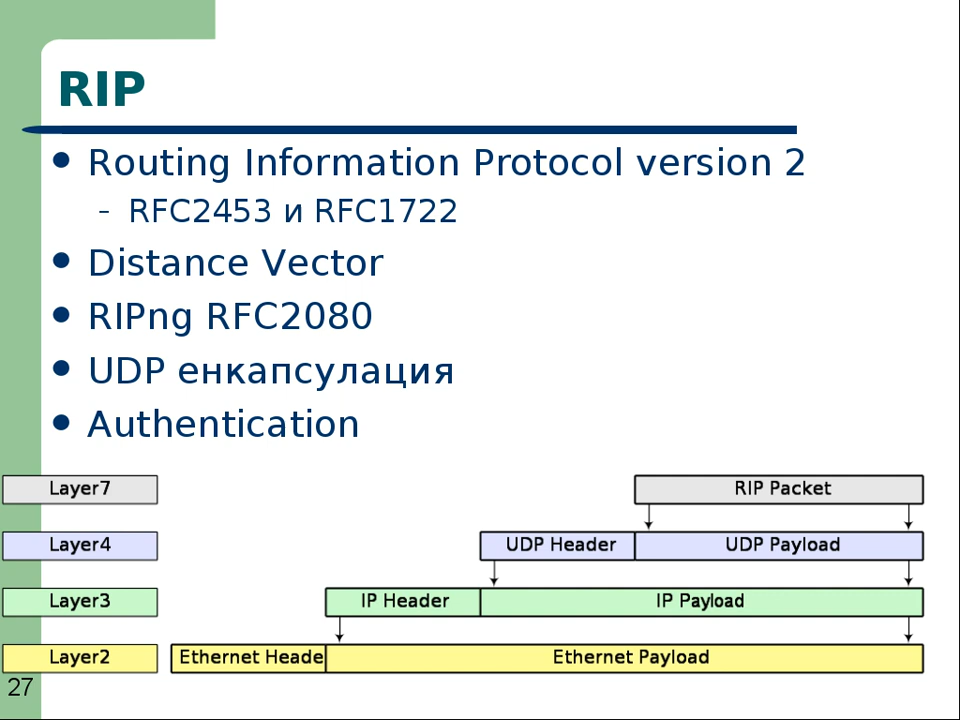 RIP
Routing Information Protocol version 2
– RFC2453 и RFC1722
Distance Vector
RIPng RFC2080
UDP енкапсулация
Authentication
Layer7 RIP Packet
Layer4 UDP Header UDP Payload
Layer3 IP Header IP Payload
Layer2 Ethernet Heade Ethernet Payload
27